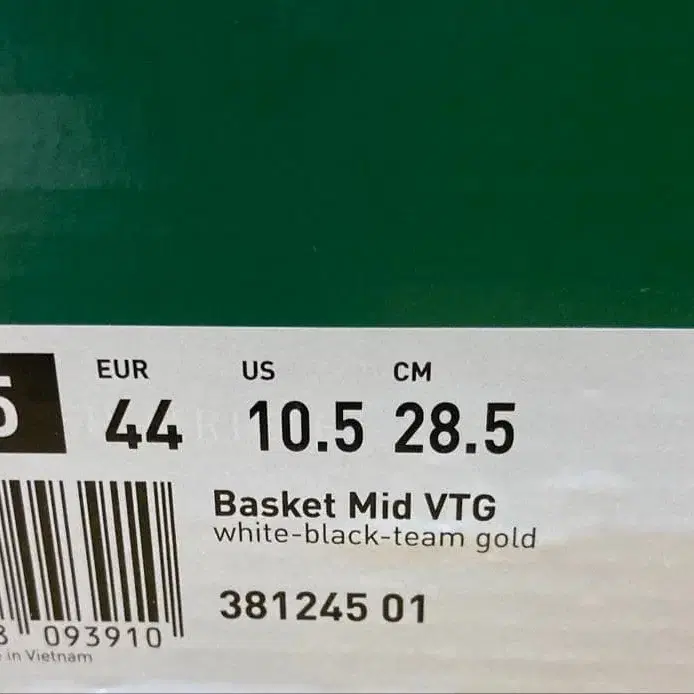 EUR US CM
5 44 10.5 28.5
Basket Mid VTG
white-black-team gold
381245 01
3 093910
in Vietnam